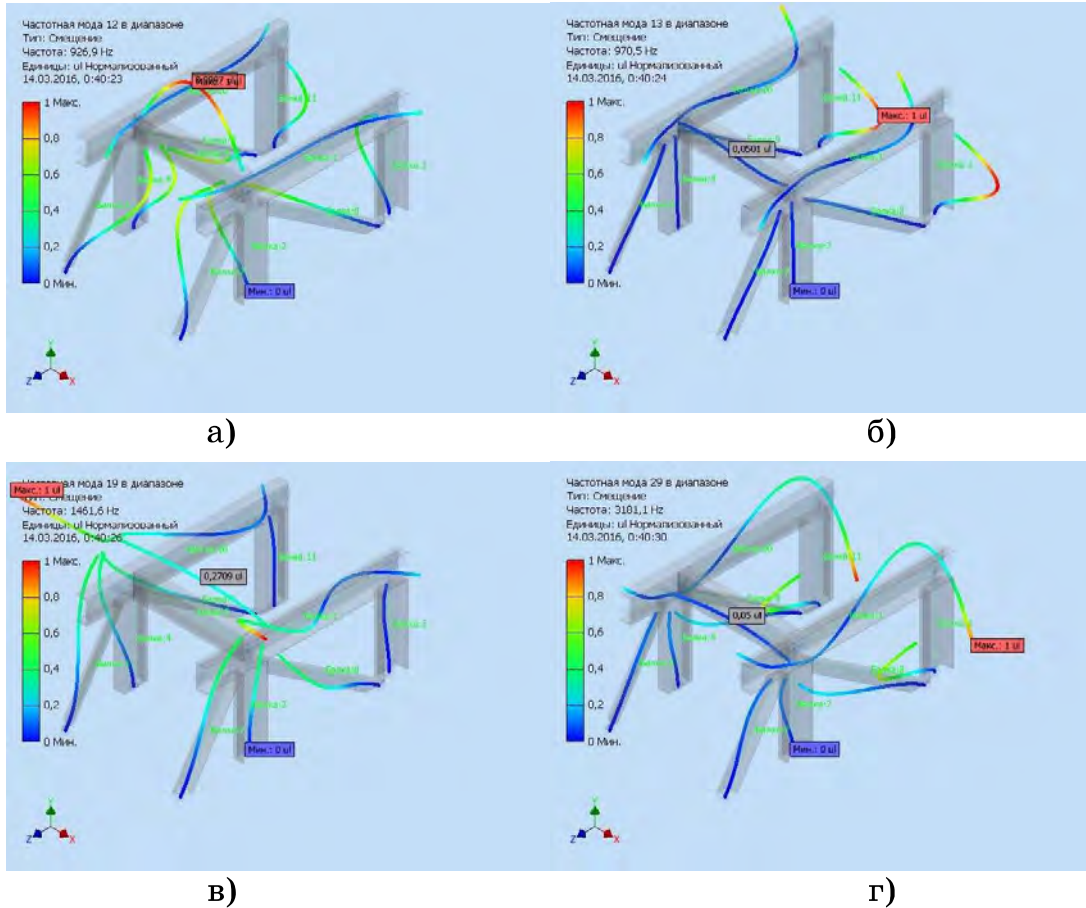 Частотная мода 12 в диапазоне
Тип: Смещение
Частота: 926,9 Hz
Единицы: ul Нормализованный
14.03.2016, 0:40:23
1 Макс.
0,8
0,6
0,4
0,2
0 Мин.
Мин.: 0 ul
Y
Z
X
а)
Частотная мода 13 в диапазоне
Тип: Смещение
Частота: 970,5 Hz
Единицы: ul Нормализованный
14.03.2016, 0:40:24
1 Макс.
0,8
0,6
0,4
0,2
0 Мин.
Макс.: 1 ul
0,0501 ul
Мин.: 0 ul
Y
Z
X
б)
Частотная мода 19 в диапазоне
Тип: Смещение
Частота: 1461,6 Hz
Единицы: ul Нормализованный
14.03.2016, 0:40:26
Макс.: 1 ul
1 Макс.
0,8
0,6
0,4
0,2
0 Мин.
0,2709 ul
Мин.: 0 ul
Y
Z
X
в)
Частотная мода 29 в диапазоне
Тип: Смещение
Частота: 3181,1 Hz
Единицы: ul Нормализованный
14.03.2016, 0:40:30
1 Макс.
0,8
0,6
0,4
0,2
0 Мин.
0,05 ul
Макс.: 1 ul
Мин.: 0 ul
Y
Z
X
г)